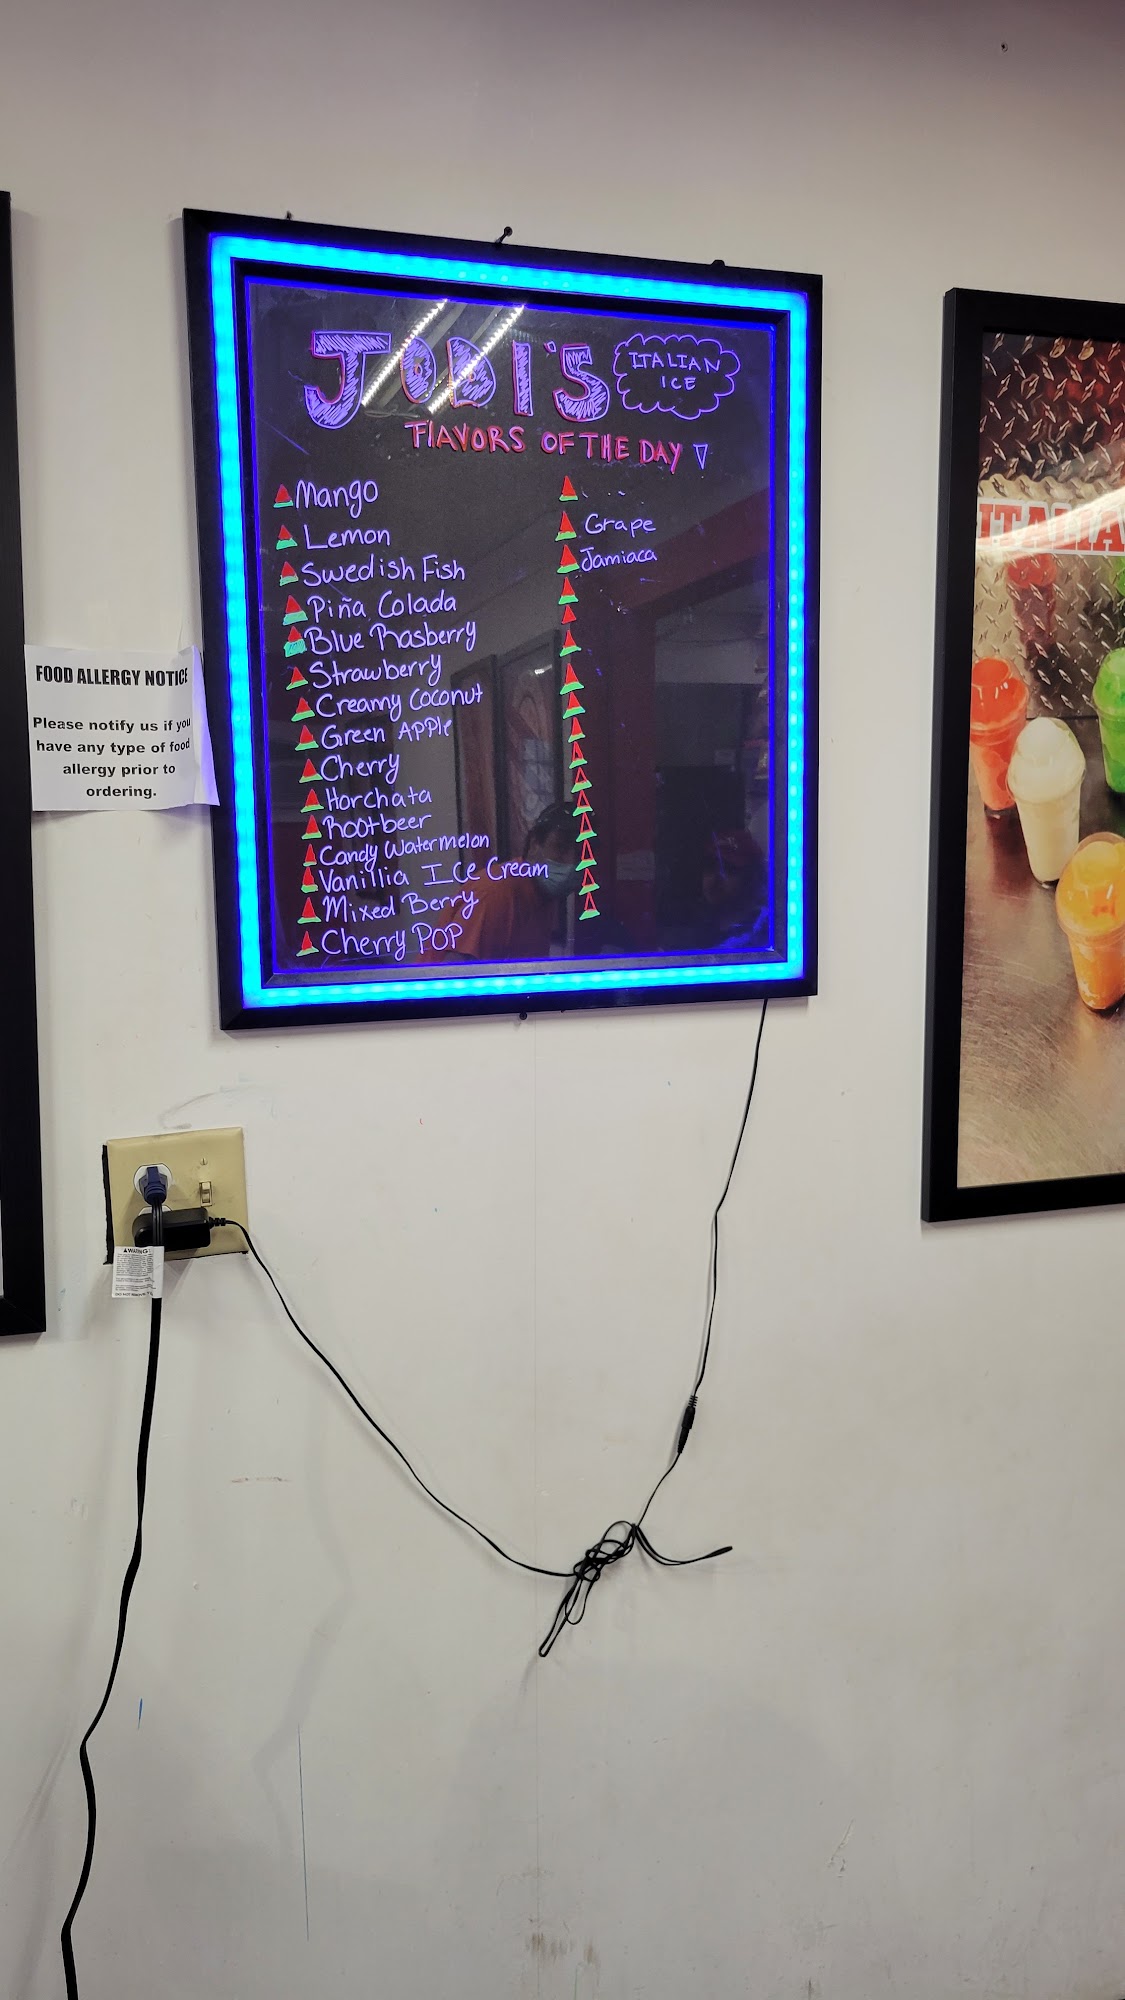 JODI'S
ITALIAN
ICE
FLAVORS OF THE DAY
Mango
Lemon
Swedish Fish
Piña Colada
Blue Rasberry
Strawberry
Creamy Coconut
Green APPle
Cherry
Horchata
Rootbeer
Candy Watermelon
Vanillia ICe Cream
Mixed Berry
Cherry POP
Grape
Jamiaca
FOOD ALLERGY NOTICE
Please notify us if you
have any type of food
allergy prior to
ordering.
ITALIA
WARNING